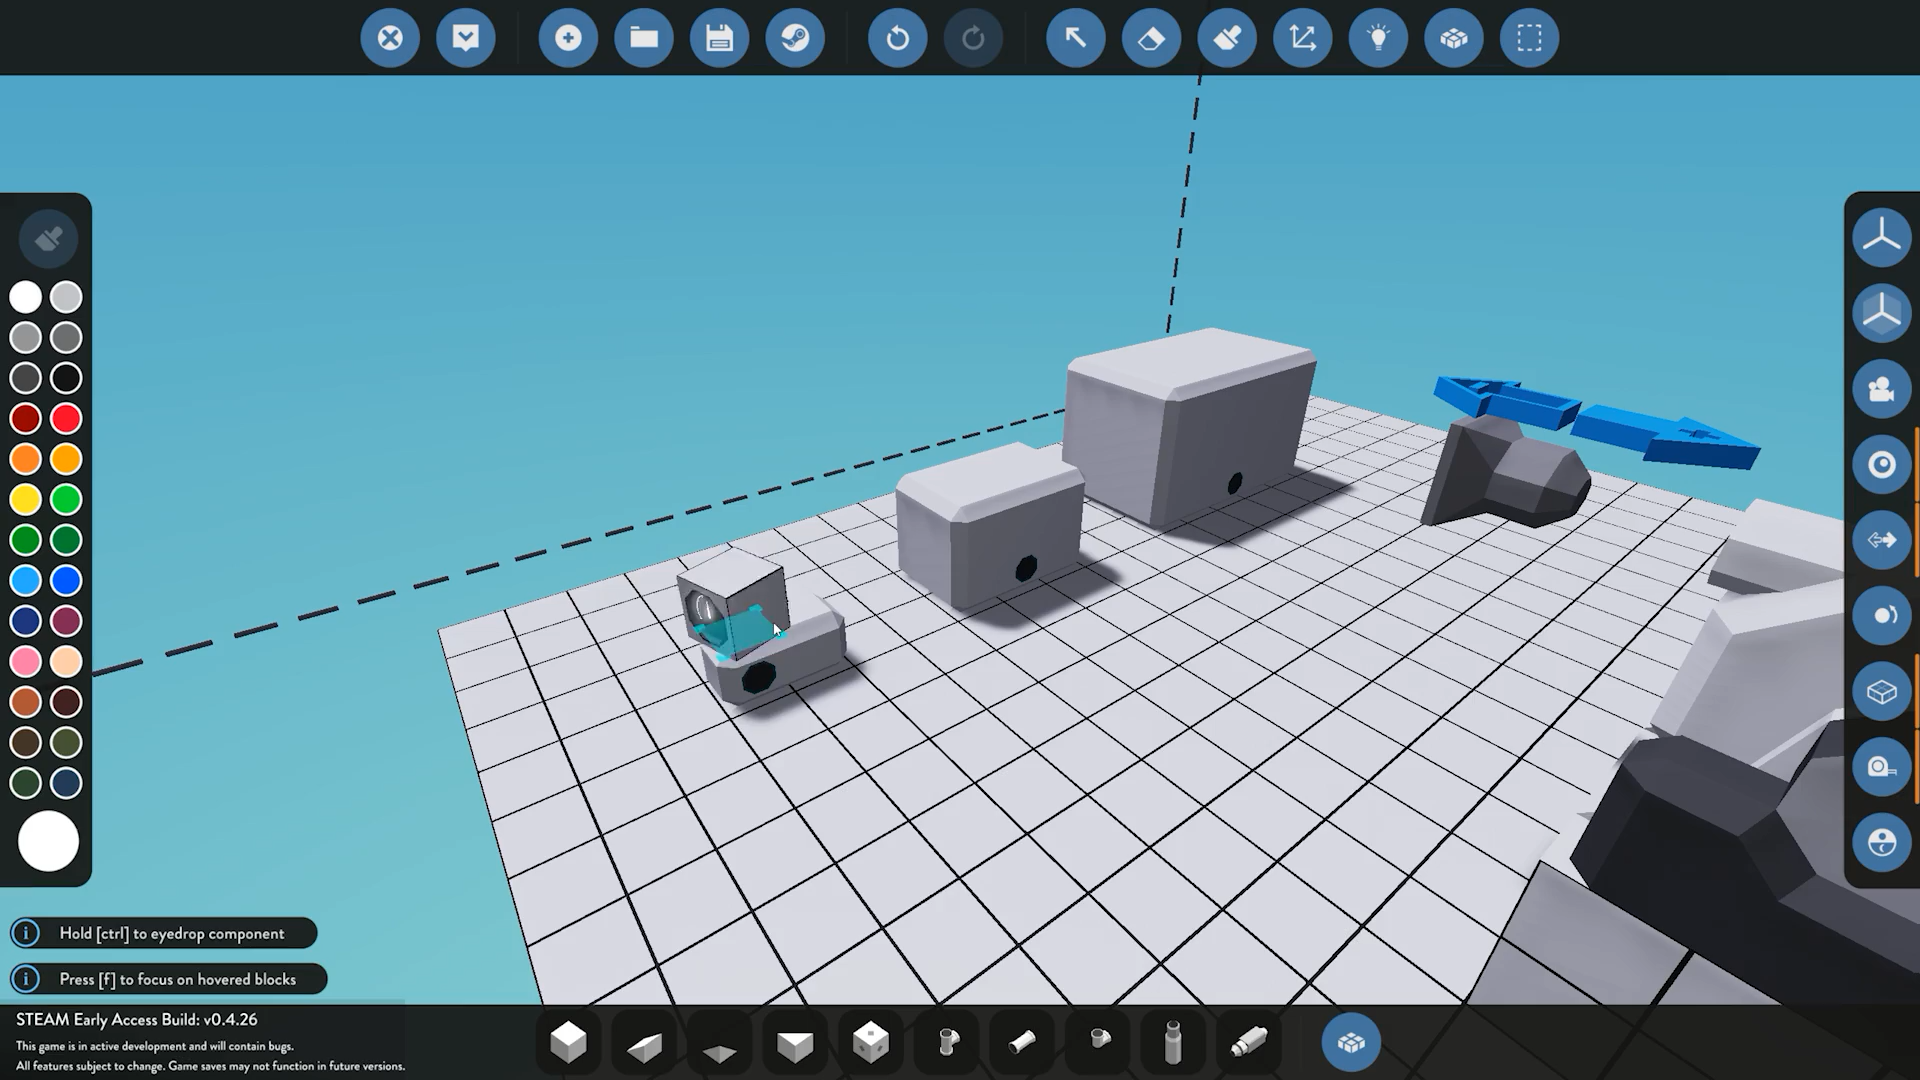 Hold [ctrl] to eyedrop component
Press [f] to focus on hovered blocks
STEAM Early Access Build: v0.4.26
This game is in active development and will contain bugs.
All features subject to change. Game saves may not function in future versions.